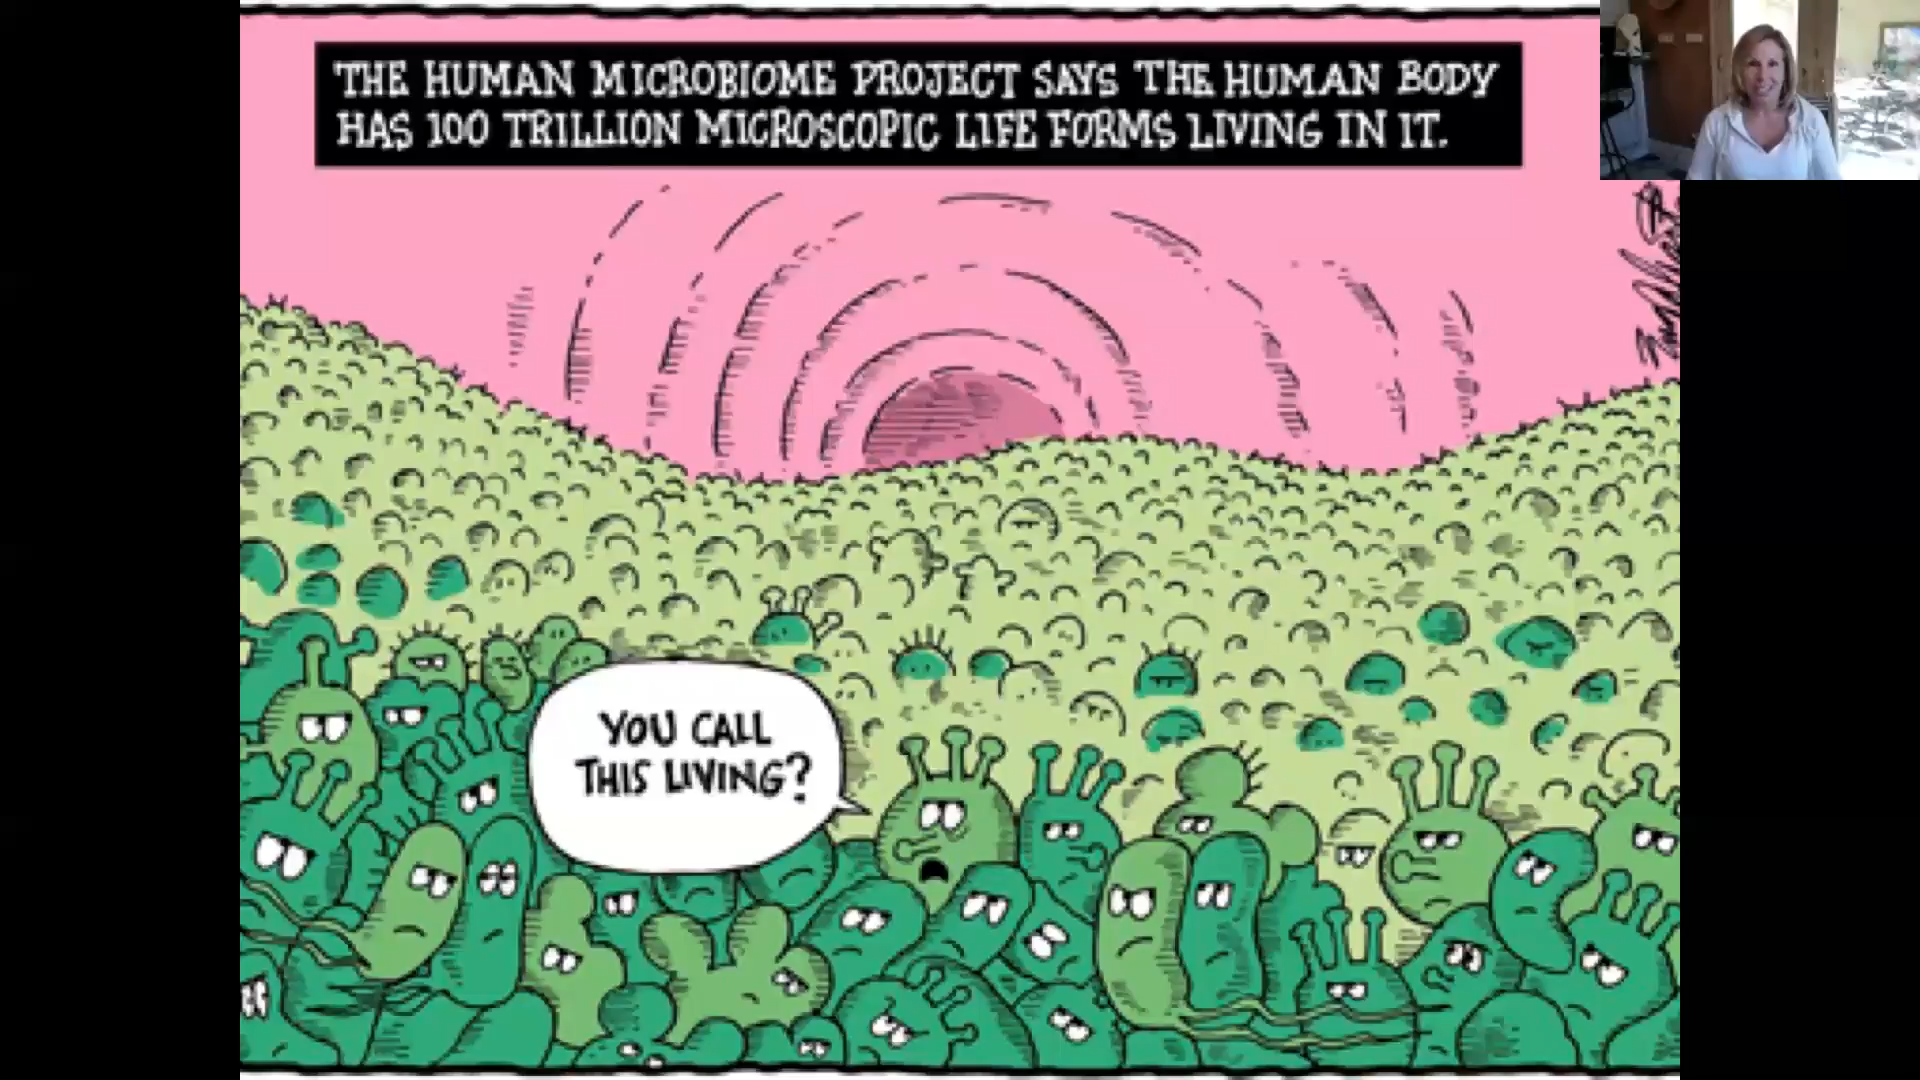 THE HUMAN MICROBIOME PROJECT SAYS THE HUMAN BODY
HAS 100 TRILLION MICROSCOPIC LIFE FORMS LIVING IN IT.
YOU CALL
THIS LIVING?